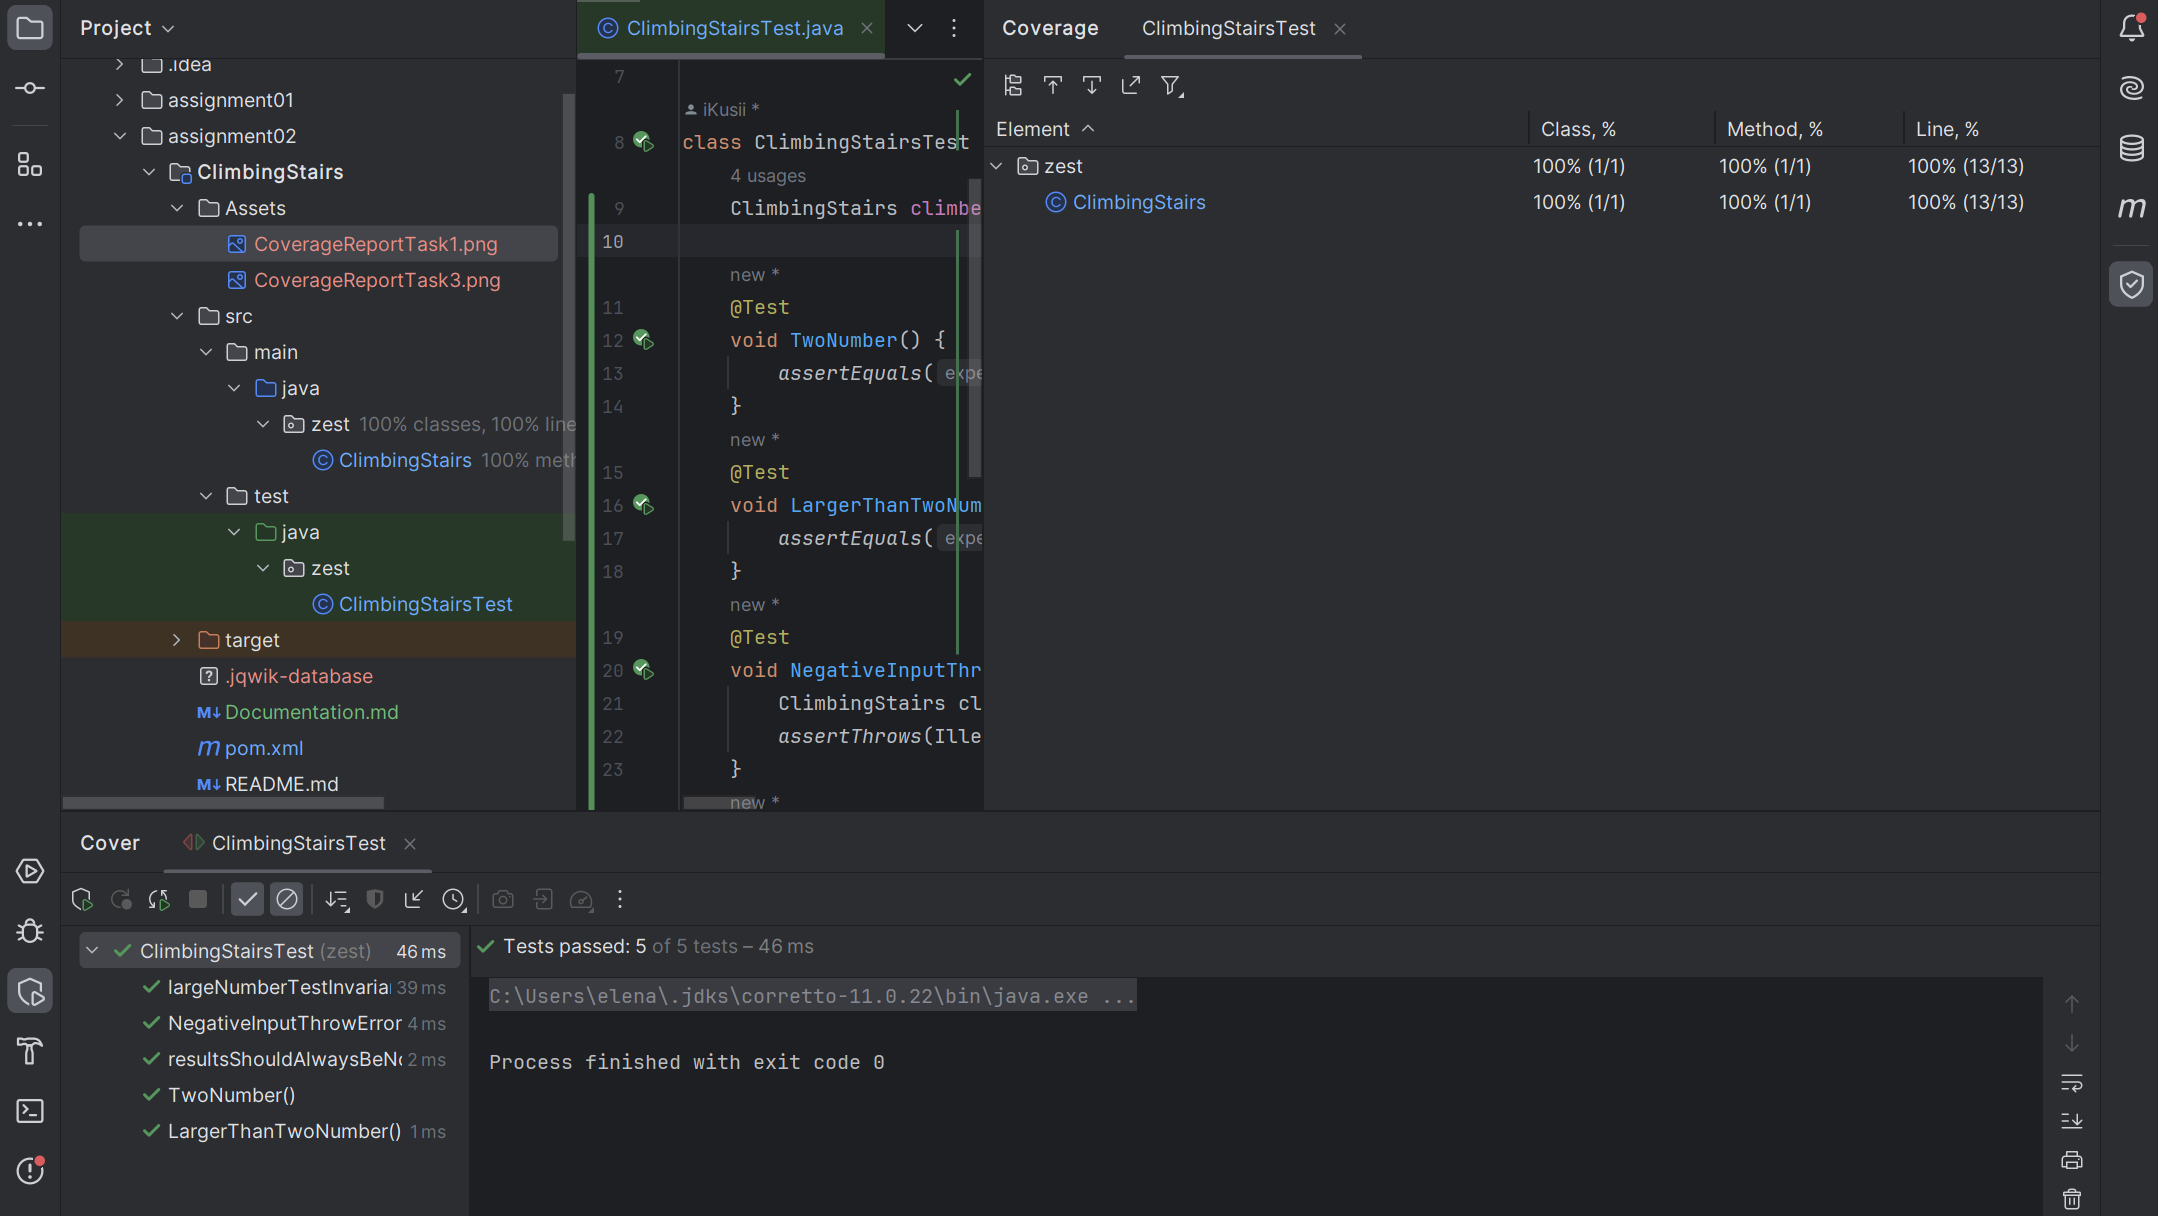 Project
.idea
assignment01
assignment02
ClimbingStairs
Assets
CoverageReportTask1.png
CoverageReportTask3.png
src
main
java
zest 100% classes, 100% line
ClimbingStairs 100% meth
test
java
zest
ClimbingStairsTest
target
.jqwik-database
Documentation.md
pom.xml
README.md
ClimbingStairsTest.java
7
iKusii *
8 class ClimbingStairsTest
4 usages
9 ClimbingStairs climbe
10
new *
11 @Test
12 void TwoNumber() {
13 assertEquals( expe
14 }
new *
15 @Test
16 void LargerThanTwoNum
17 assertEquals( expe
18 }
new *
19 @Test
20 void NegativeInputThr
21 ClimbingStairs cl
22 assertThrows(Ille
23 }
new *
Coverage ClimbingStairsTest
Element Class, % Method, % Line, %
zest 100% (1/1) 100% (1/1) 100% (13/13)
ClimbingStairs 100% (1/1) 100% (1/1) 100% (13/13)
Cover ClimbingStairsTest
ClimbingStairsTest (zest) 46 ms
largeNumberTestInvaria 39 ms
NegativeInputThrowError 4 ms
resultsShouldAlwaysBeNo 2 ms
TwoNumber()
LargerThanTwoNumber() 1 ms
Tests passed: 5 of 5 tests – 46 ms
C:\Users\elena\.jdks\corretto-11.0.22\bin\java.exe ...
Process finished with exit code 0